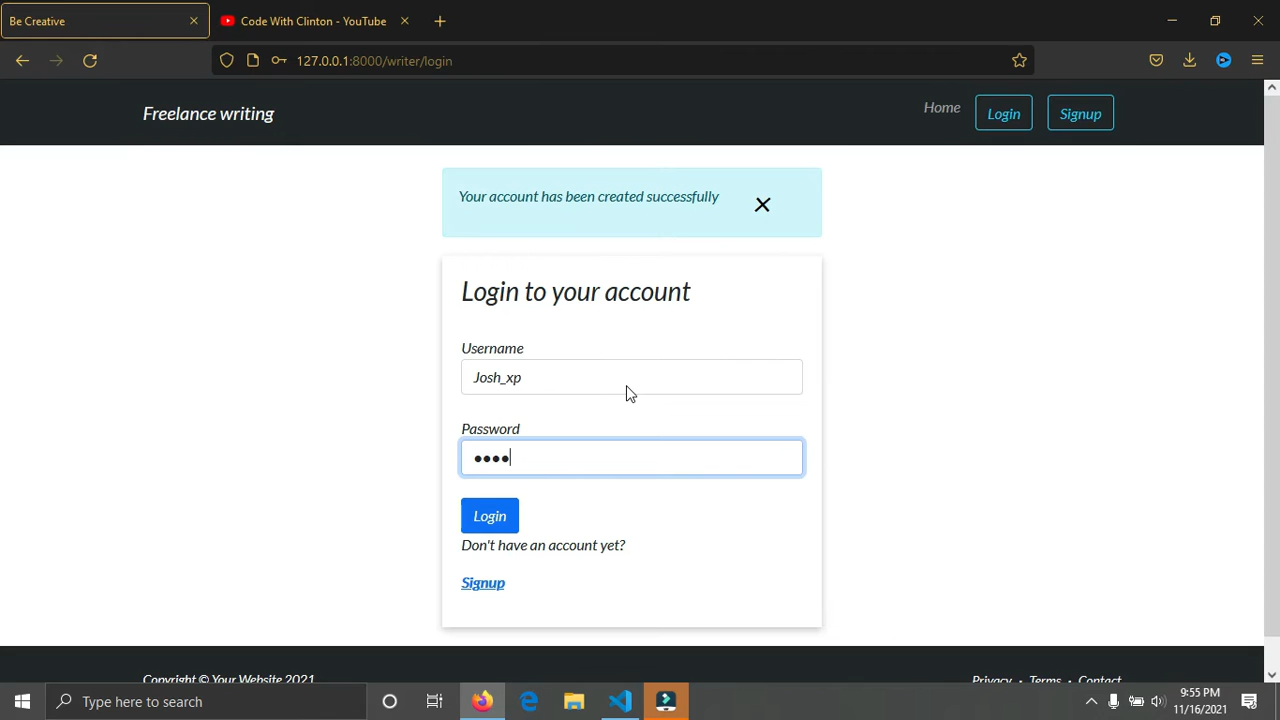 Be Creative
Code With Clinton - YouTube
127.0.0.1:8000/writer/login
Freelance writing
Home
Login
Signup
Your account has been created successfully
Login to your account
Username
Josh_xp
Password
Login
Don't have an account yet?
Signup
Copyright © Your Website 2021
Privacy · Terms · Contact
Type here to search
9:55 PM
11/16/2021